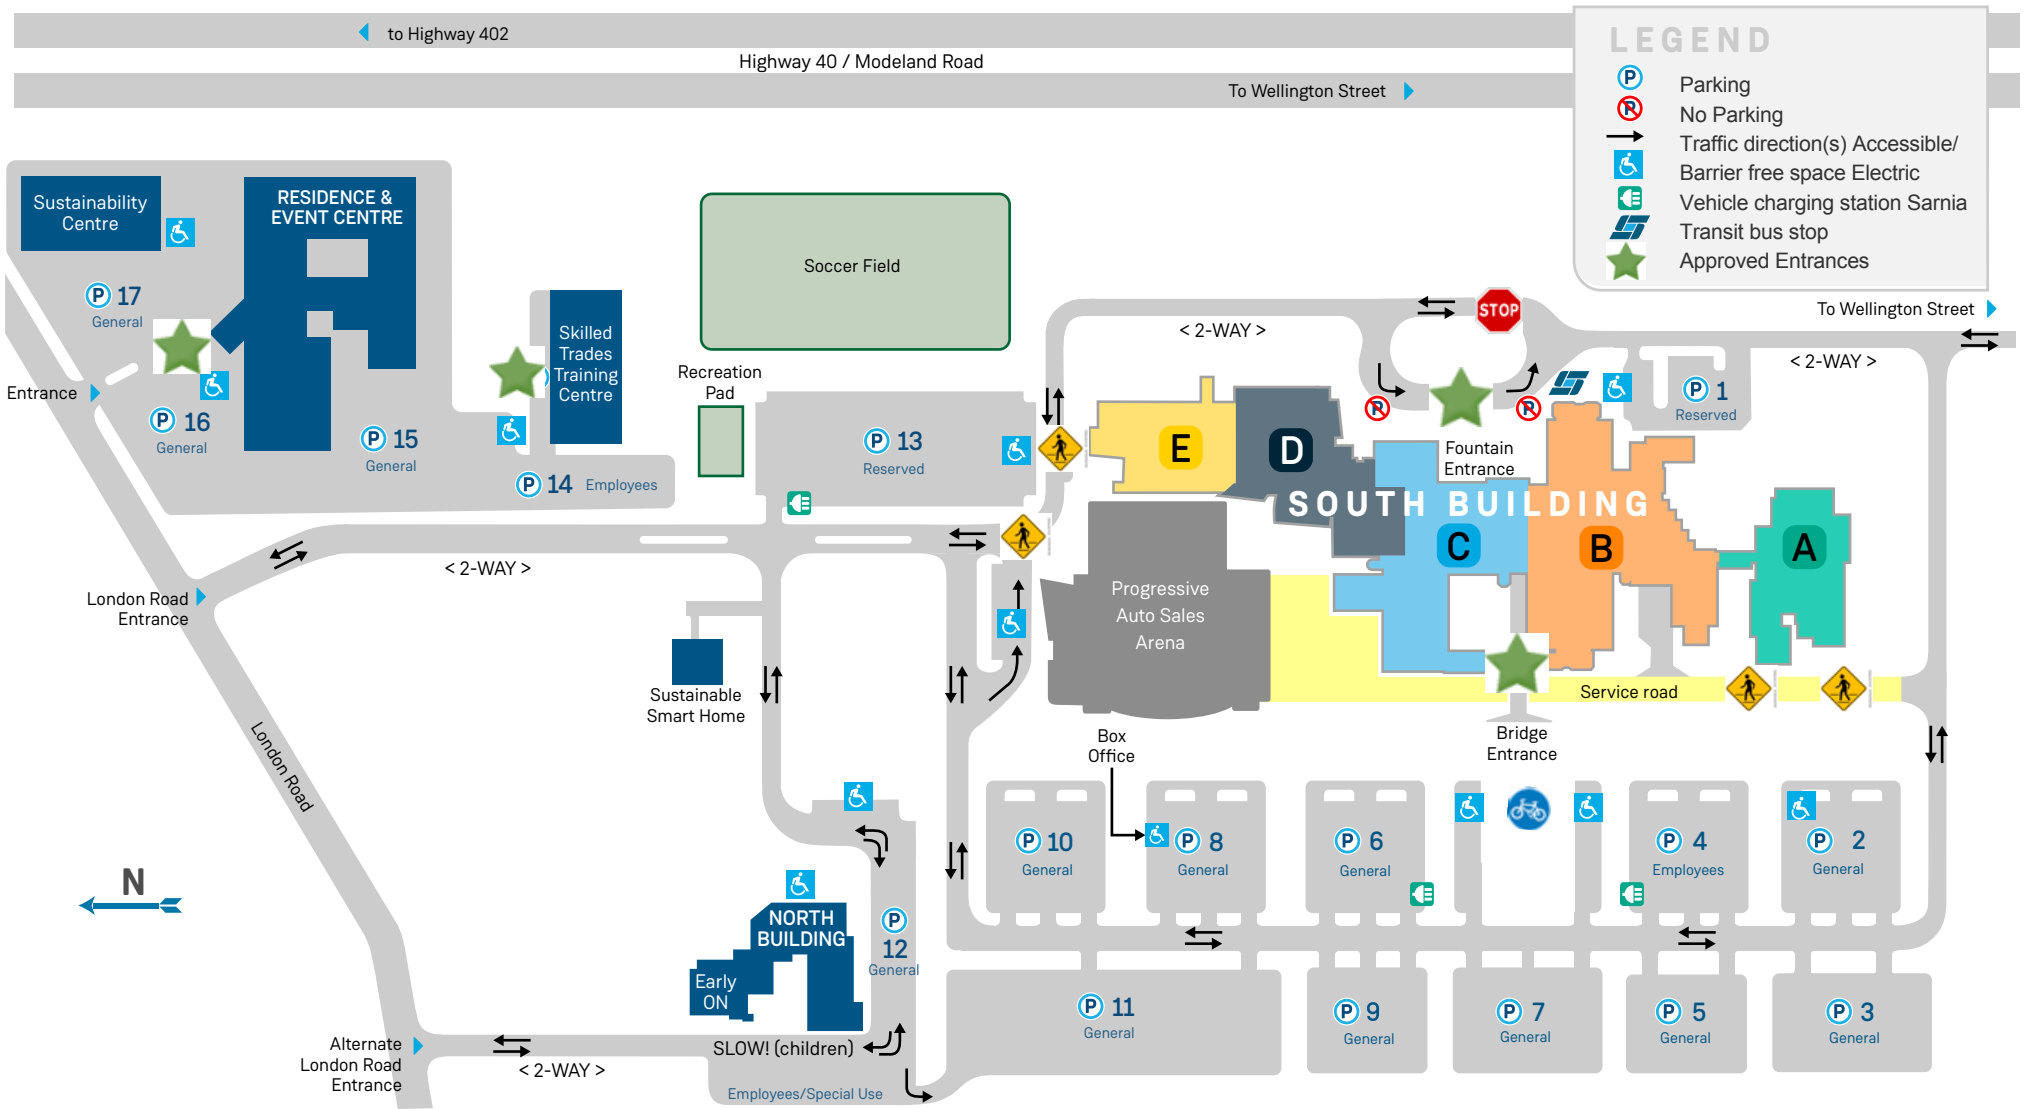 to Highway 402
Highway 40 / Modeland Road
To Wellington Street
LEGEND
P
Parking
P
No Parking
Traffic direction(s) Accessible/
Barrier free space Electric
Vehicle charging station Sarnia
Transit bus stop
Approved Entrances
Sustainability
Centre
RESIDENCE &
EVENT CENTRE
P 17
General
Entrance
P 16
General
P 15
General
Skilled
Trades
Training
Centre
P 14 Employees
Soccer Field
Recreation
Pad
P 13
Reserved
< 2-WAY >
STOP
To Wellington Street
< 2-WAY >
P
P
P 1
Reserved
Fountain
Entrance
E
D
SOUTH BUILDING
C
B
A
Progressive
Auto Sales
Arena
< 2-WAY >
London Road
Entrance
Sustainable
Smart Home
London Road
Service road
Bridge
Entrance
Box
Office
P 10
General
P 8
General
P 6
General
P 4
Employees
P 2
General
N
NORTH
BUILDING
Early
ON
P
12
General
P 11
General
P 9
General
P 7
General
P 5
General
P 3
General
Alternate
London Road
Entrance
SLOW! (children)
< 2-WAY >
Employees/Special Use